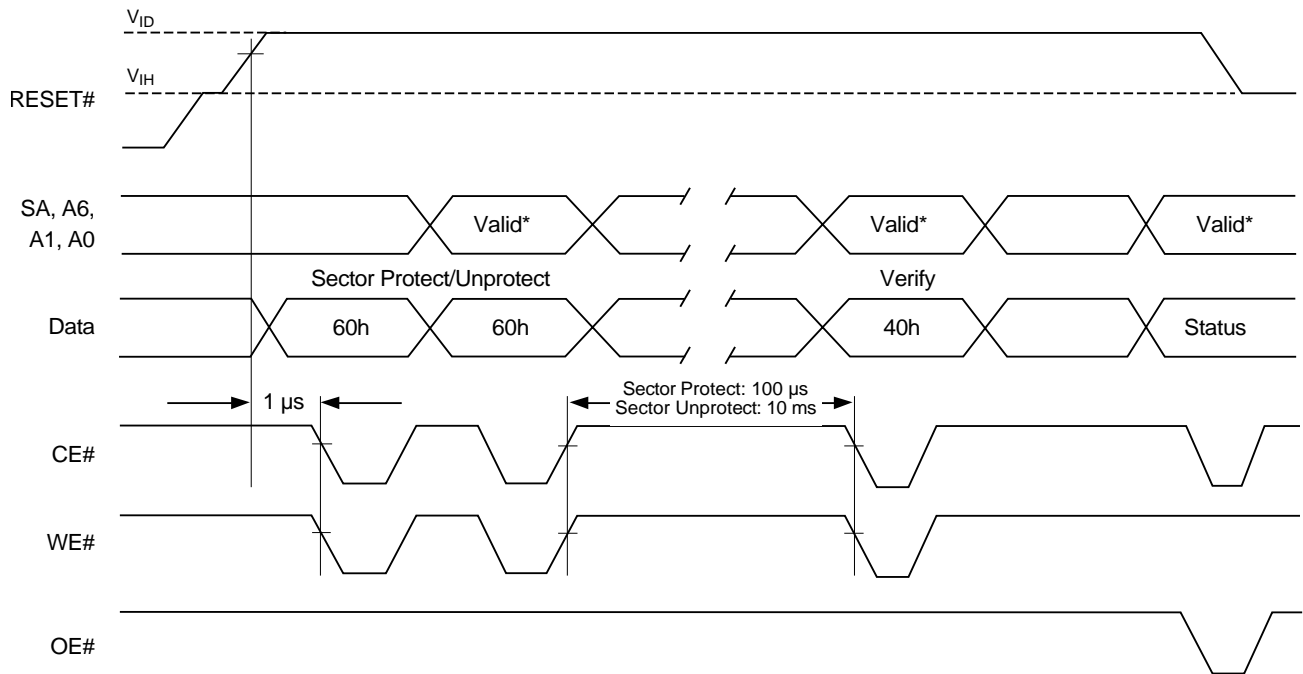 VID
VIH
RESET#
SA, A6,
A1, A0
Valid*
Valid*
Valid*
Sector Protect/Unprotect
Verify
Data
60h
60h
40h
Status
1 µs
Sector Protect: 100 µs
Sector Unprotect: 10 ms
CE#
WE#
OE#